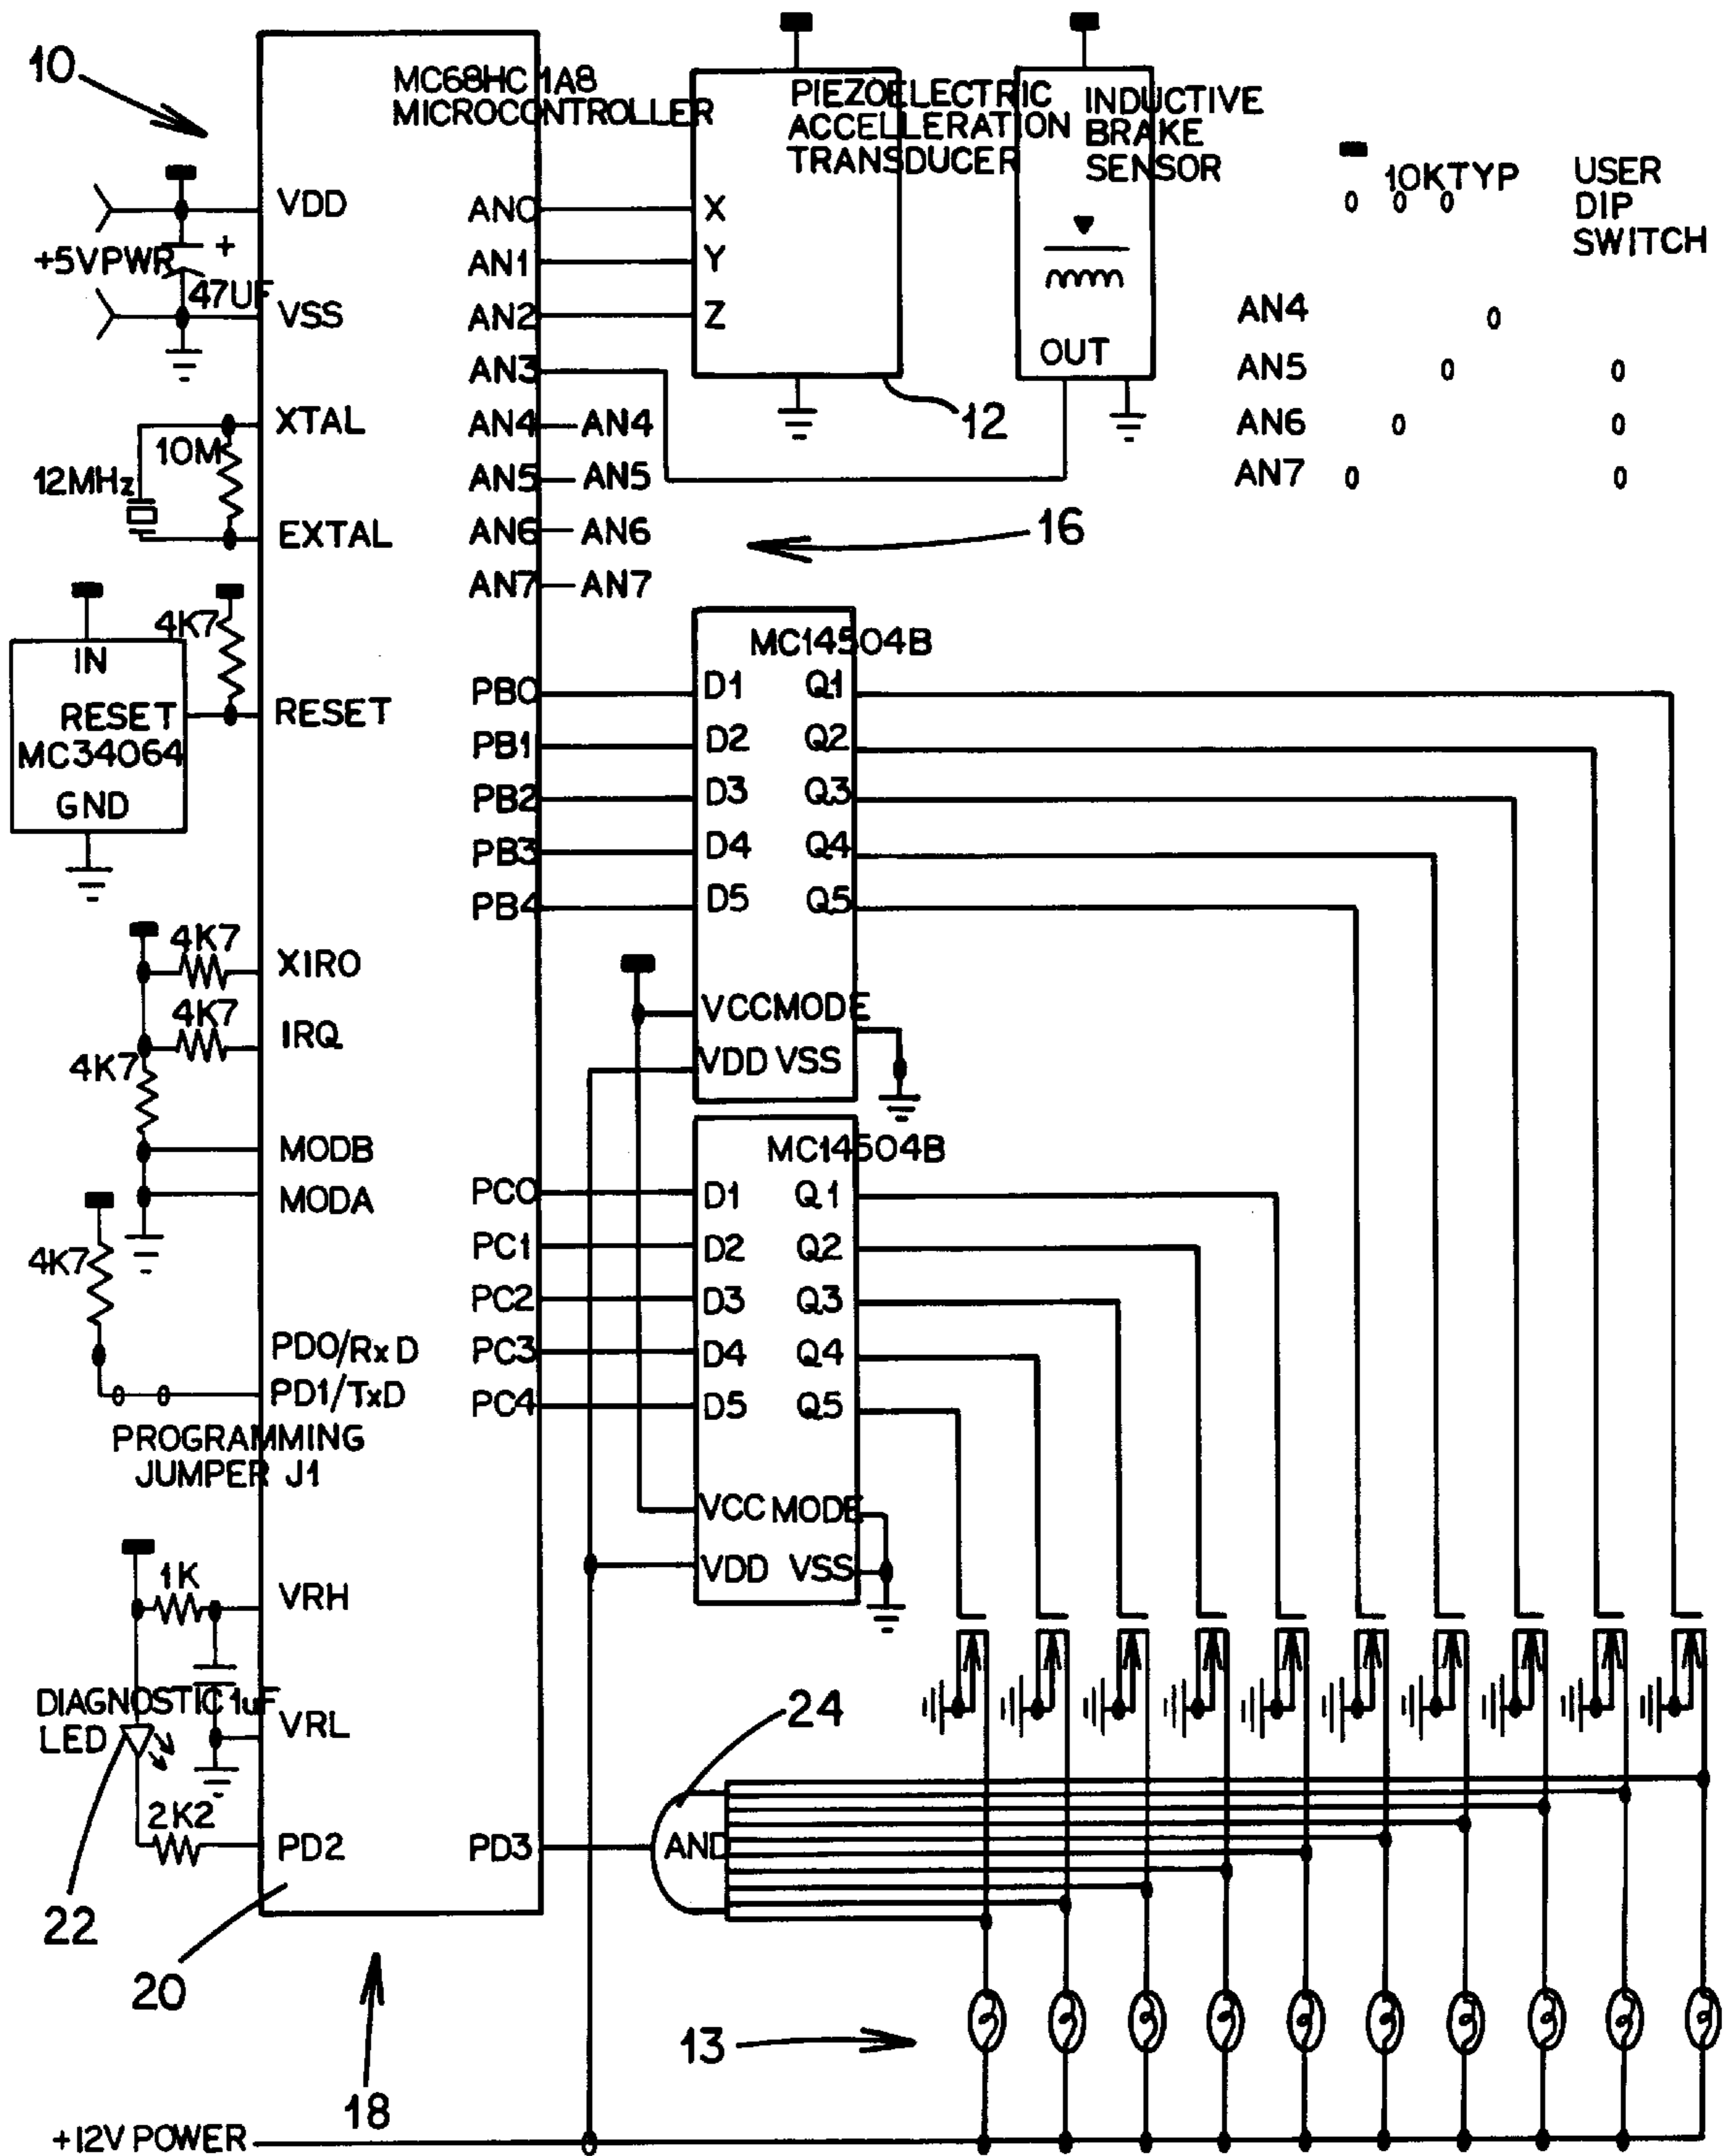 10
MC68HC1A8
MICROCONTROLLER
PIEZOELECTRIC
ACCELLERATION
TRANSDUCER
INDUCTIVE
BRAKE
SENSOR
10KTYP
USER
DIP
SWITCH
VDD
+5VPWR
+
47UF
VSS
AN0
AN1
AN2
AN3
AN4
AN4
AN5
AN5
AN6
AN6
AN7
AN7
X
Y
Z
12
OUT
AN4
AN5
AN6
AN7
16
XTAL
10M
12MHz
EXTAL
4K7
IN
RESET
MC34064
GND
RESET
PB0
PB1
PB2
PB3
PB4
MC14504B
D1 Q1
D2 Q2
D3 Q3
D4 Q4
D5 Q5
VCC MODE
VDD VSS
4K7
XIRO
4K7
IRQ
4K7
MODB
MODA
4K7
PD0/RxD
PD1/TxD
PROGRAMMING
JUMPER J1
PC0
PC1
PC2
PC3
PC4
MC14504B
D1 Q1
D2 Q2
D3 Q3
D4 Q4
D5 Q5
VCC MODE
VDD VSS
1K
VRH
DIAGNOSTIC
LED
1uF
VRL
2K2
PD2
PD3
AND
24
22
20
18
13
+12V POWER